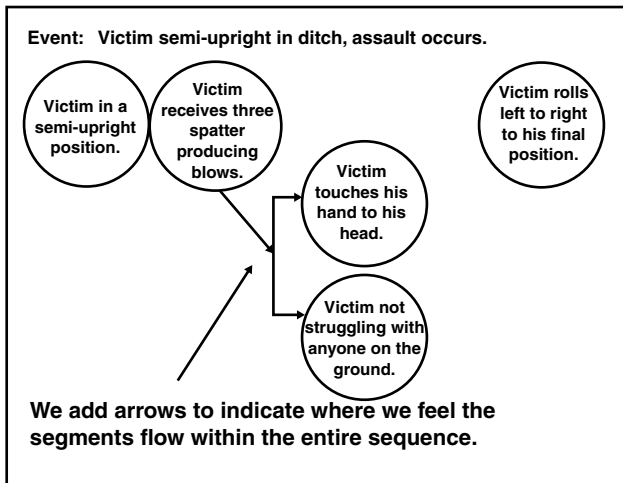 Event: Victim semi-upright in ditch, assault occurs.
Victim in a
semi-upright
position.
Victim
receives three
spatter
producing
blows.
Victim
touches his
hand to his
head.
Victim not
struggling with
anyone on the
ground.
Victim rolls
left to right
to his final
position.
We add arrows to indicate where we feel the
segments flow within the entire sequence.